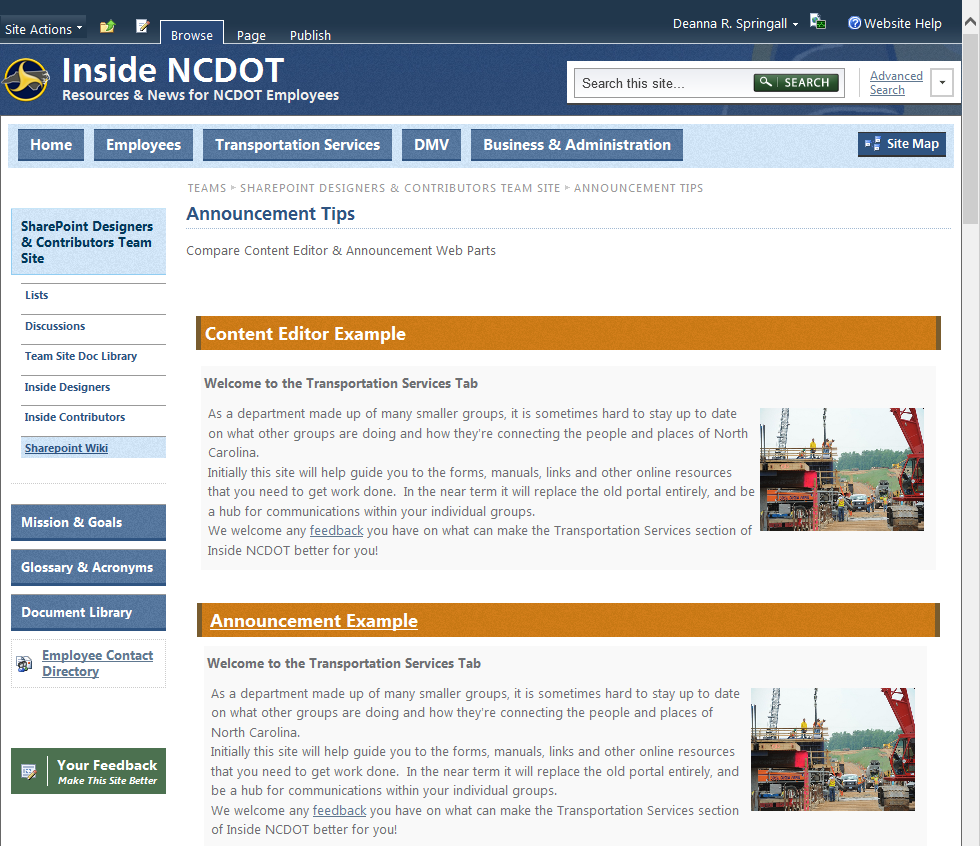 Site Actions
Browse
Page
Publish
Deanna R. Springall
Website Help
Inside NCDOT
Resources & News for NCDOT Employees
Search this site...
SEARCH
Advanced
Search
Home
Employees
Transportation Services
DMV
Business & Administration
Site Map
TEAMS
SHAREPOINT DESIGNERS & CONTRIBUTORS TEAM SITE
ANNOUNCEMENT TIPS
Announcement Tips
Compare Content Editor & Announcement Web Parts
SharePoint Designers
& Contributors Team
Site
Lists
Discussions
Team Site Doc Library
Inside Designers
Inside Contributors
Sharepoint Wiki
Mission & Goals
Glossary & Acronyms
Document Library
Employee Contact
Directory
Your Feedback
Make This Site Better
Content Editor Example
Welcome to the Transportation Services Tab
As a department made up of many smaller groups, it is sometimes hard to stay up to date
on what other groups are doing and how they're connecting the people and places of North
Carolina.
Initially this site will help guide you to the forms, manuals, links and other online resources
that you need to get work done.  In the near term it will replace the old portal entirely, and be
a hub for communications within your individual groups.
We welcome any feedback you have on what can make the Transportation Services section of
Inside NCDOT better for you!
Announcement Example
Welcome to the Transportation Services Tab
As a department made up of many smaller groups, it is sometimes hard to stay up to date
on what other groups are doing and how they're connecting the people and places of
North Carolina.
Initially this site will help guide you to the forms, manuals, links and other online resources
that you need to get work done.  In the near term it will replace the old portal entirely, and
be a hub for communications within your individual groups.
We welcome any feedback you have on what can make the Transportation Services section
of Inside NCDOT better for you!